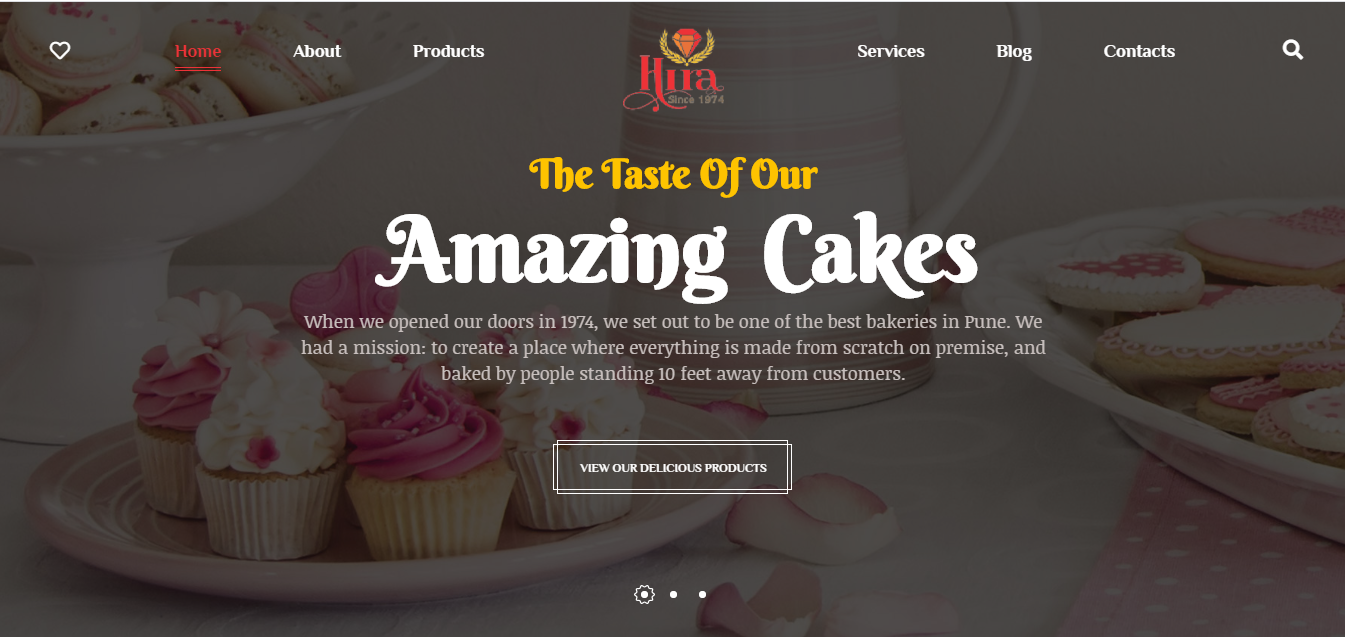 Home About Products Services Blog Contacts
Hira
Since 1974
The Taste Of Our
Amazing Cakes
When we opened our doors in 1974, we set out to be one of the best bakeries in Pune. We
had a mission: to create a place where everything is made from scratch on premise, and
baked by people standing 10 feet away from customers.
VIEW OUR DELICIOUS PRODUCTS